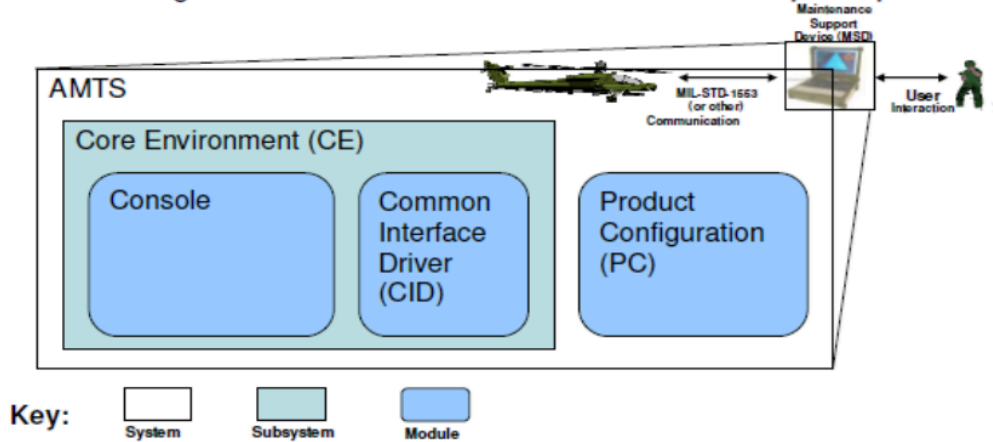 Maintenance
Support
Device (MSD)
AMTS
MIL-STD-1553
(or other)
Communication
User
Interaction
Core Environment (CE)
Console
Common
Interface
Driver
(CID)
Product
Configuration
(PC)
Key:
System
Subsystem
Module